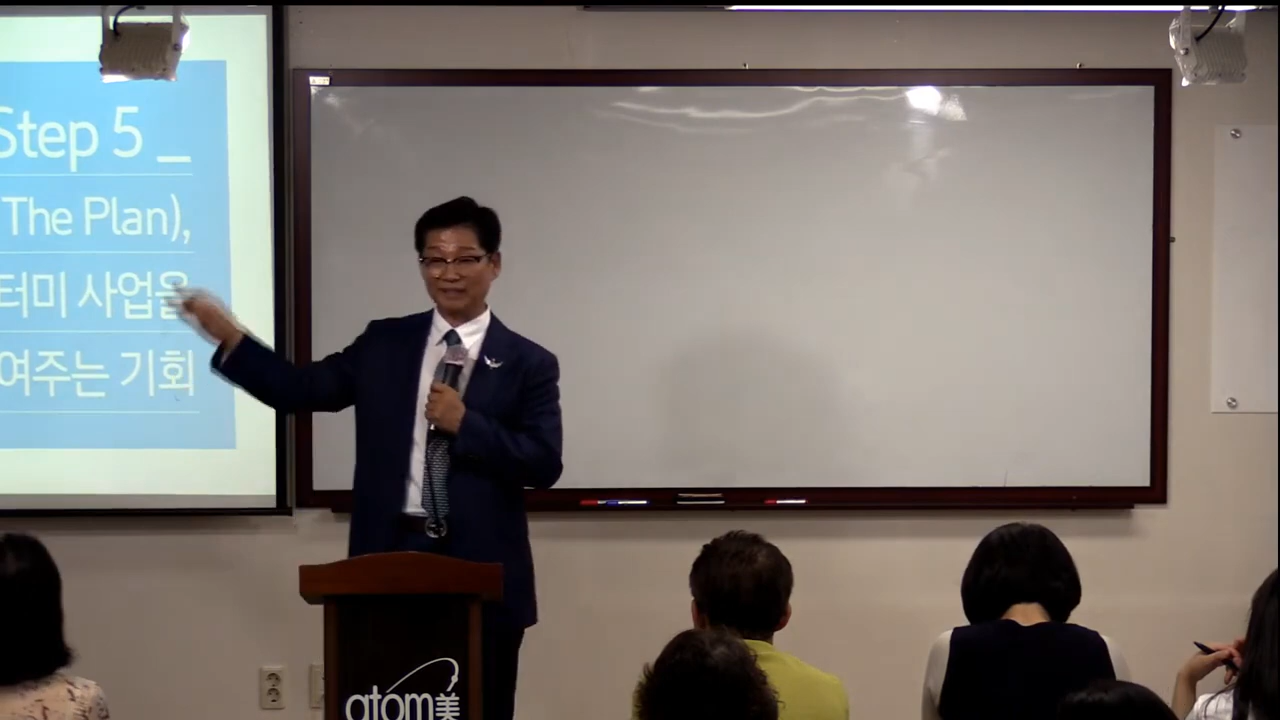 Step 5 _
The Plan),
터미 사업을
여주는 기회
atom美